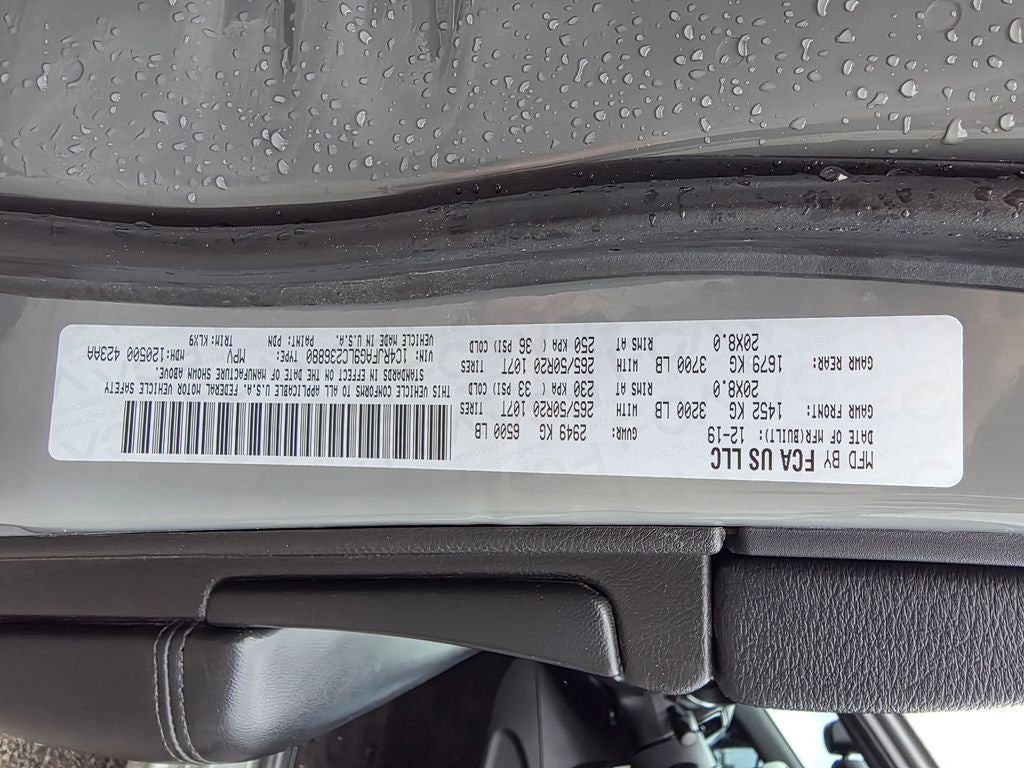 MFD BY FCA US LLC
DATE OF MFR(BUILT): 12-19 GVWR: 2949 KG 6500 LB
GAWR FRONT: 1452 KG 3200 LB WITH 265/50R20 107T TIRES
20X8.0 RIMS AT 230 KPA ( 33 PSI) COLD
GAWR REAR: 1679 KG 3700 LB WITH 265/50R20 107T TIRES
20X8.0 RIMS AT 250 KPA ( 36 PSI) COLD
THIS VEHICLE CONFORMS TO ALL APPLICABLE U.S.A. FEDERAL MOTOR VEHICLE SAFETY
STANDARDS IN EFFECT ON THE DATE OF MANUFACTURE SHOWN ABOVE.
VIN: 1C4RJFAG9LC236880 TYPE: MPV MDH:120500 423AA
VEHICLE MADE IN U.S.A. PAINT: PDN TRIM: KLX9